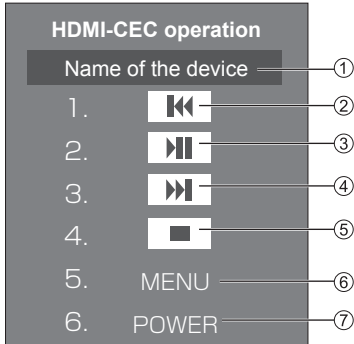 HDMI-CEC operation
Name of the device ①
1. ②
2. ③
3. ④
4. ⑤
5. MENU ⑥
6. POWER ⑦